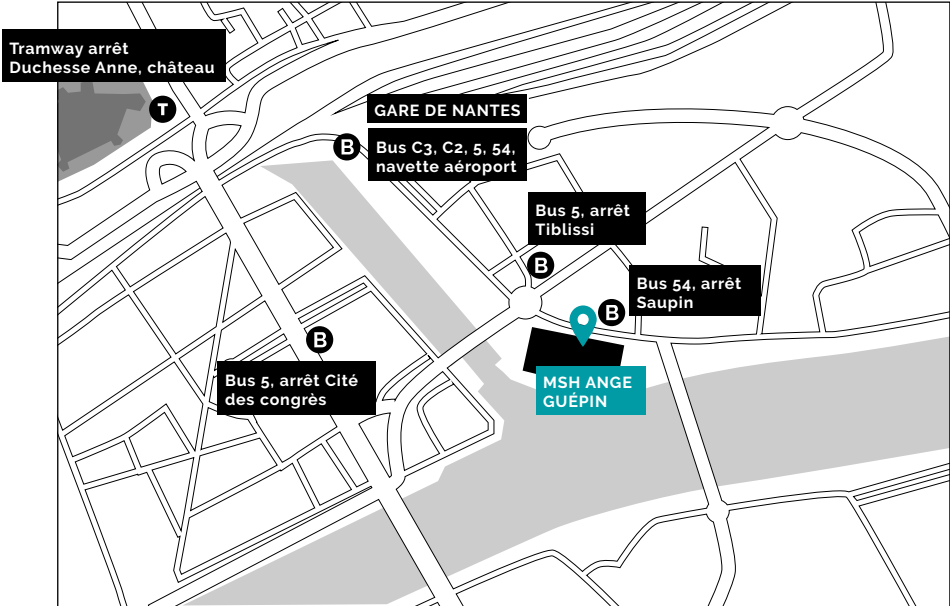 Tramway arrêt
Duchesse Anne, château
T
GARE DE NANTES
B
Bus C3, C2, 5, 54,
navette aéroport
Bus 5, arrêt
Tiblissi
B
Bus 54, arrêt
Saupin
B
B
Bus 5, arrêt Cité
des congrès
MSH ANGE
GUÉPIN